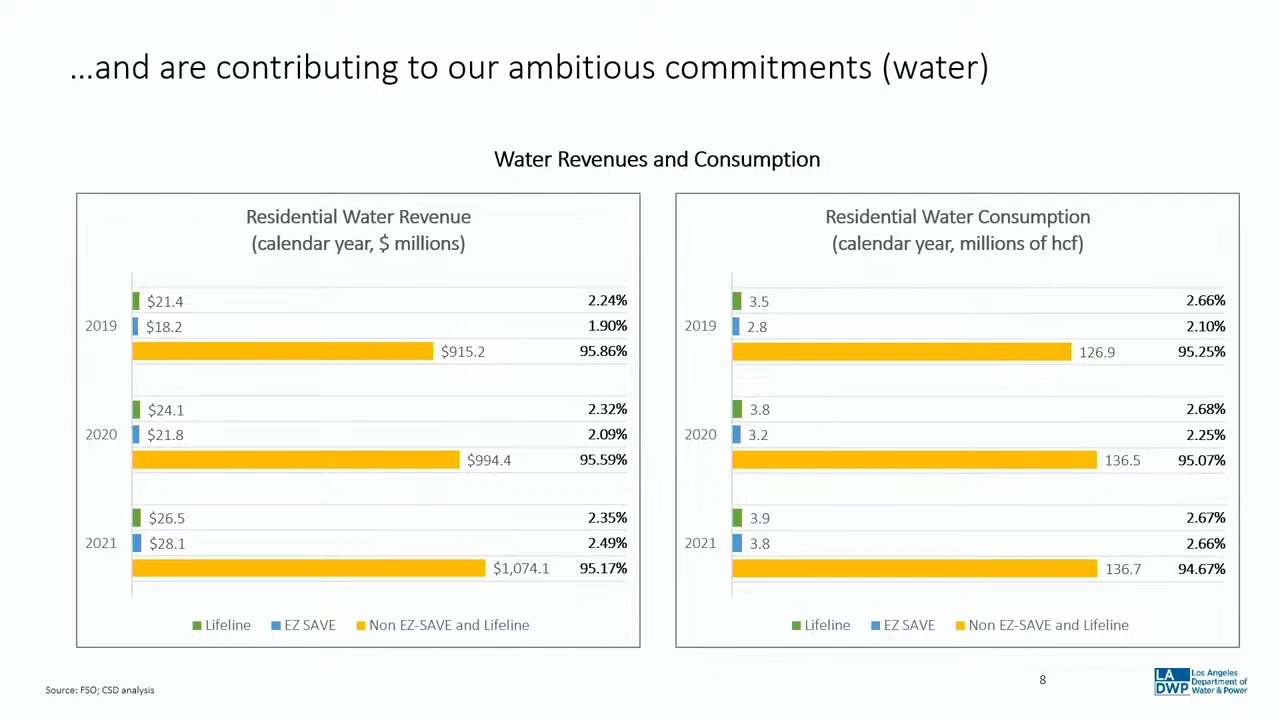 ...and are contributing to our ambitious commitments (water)
Water Revenues and Consumption
Residential Water Revenue
(calendar year, $ millions)
$21.4 2.24%
2019 $18.2 1.90%
$915.2 95.86%
$24.1 2.32%
2020 $21.8 2.09%
$994.4 95.59%
$26.5 2.35%
2021 $28.1 2.49%
$1,074.1 95.17%
Lifeline EZ SAVE Non EZ-SAVE and Lifeline
Residential Water Consumption
(calendar year, millions of hcf)
3.5 2.66%
2019 2.8 2.10%
126.9 95.25%
3.8 2.68%
2020 3.2 2.25%
136.5 95.07%
3.9 2.67%
2021 3.8 2.66%
136.7 94.67%
Lifeline EZ SAVE Non EZ-SAVE and Lifeline
Source: FSO; CSD analysis
8
LA
DWP
Los Angeles
Department of
Water & Power